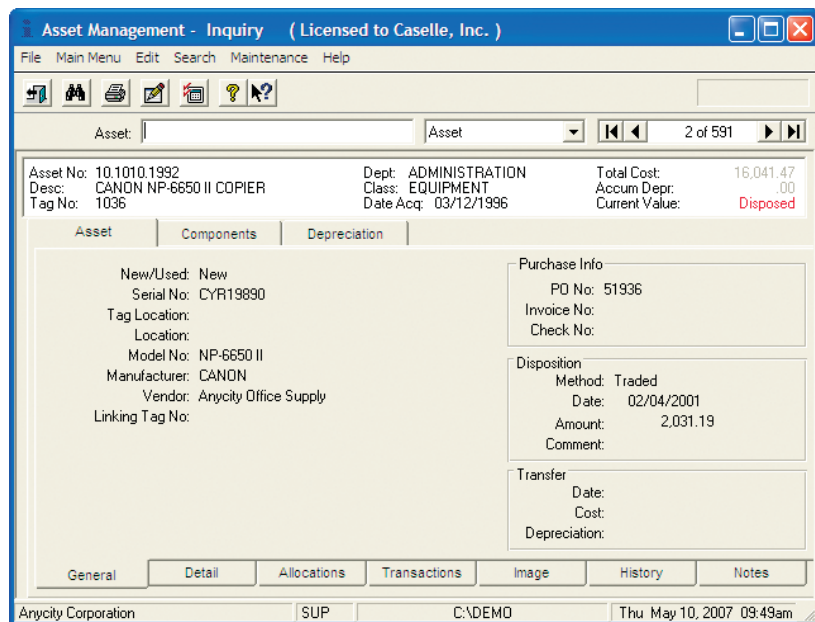 Asset Management - Inquiry ( Licensed to Caselle, Inc. )
File Main Menu Edit Search Maintenance Help
Asset: Asset 2 of 591
Asset No: 10.1010.1992 Dept: ADMINISTRATION Total Cost: 16,041.47
Desc: CANON NP-6650 II COPIER Class: EQUIPMENT Accum Depr: .00
Tag No: 1036 Date Acq: 03/12/1996 Current Value: Disposed
Asset Components Depreciation
New/Used: New
Serial No: CYR19890
Tag Location:
Location:
Model No: NP-6650 II
Manufacturer: CANON
Vendor: Anycity Office Supply
Linking Tag No:
Purchase Info
PO No: 51936
Invoice No:
Check No:
Disposition
Method: Traded
Date: 02/04/2001
Amount: 2,031.19
Comment:
Transfer
Date:
Cost:
Depreciation:
General Detail Allocations Transactions Image History Notes
Anycity Corporation SUP C:\DEMO Thu May 10, 2007 09:49am